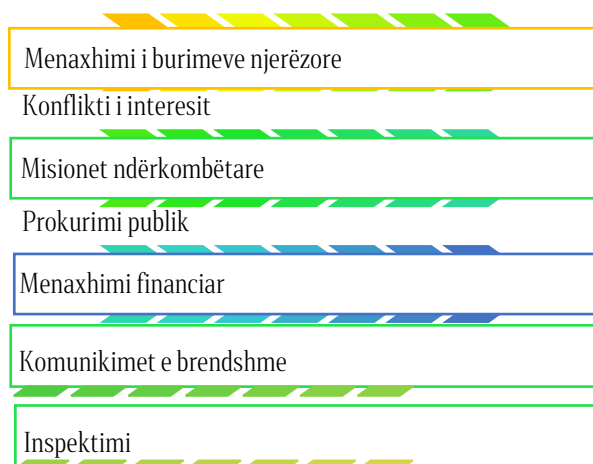 Menaxhimi i burimeve njerëzore
Konflikti i interesit
Misionet ndërkombëtare
Prokurimi publik
Menaxhimi financiar
Komunikimet e brendshme
Inspektimi